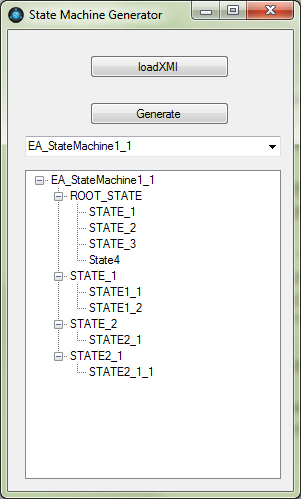 State Machine Generator
loadXMI
Generate
EA_StateMachine1_1
EA_StateMachine1_1
ROOT_STATE
STATE_1
STATE_2
STATE_3
State4
STATE_1
STATE1_1
STATE1_2
STATE_2
STATE2_1
STATE2_1
STATE2_1_1